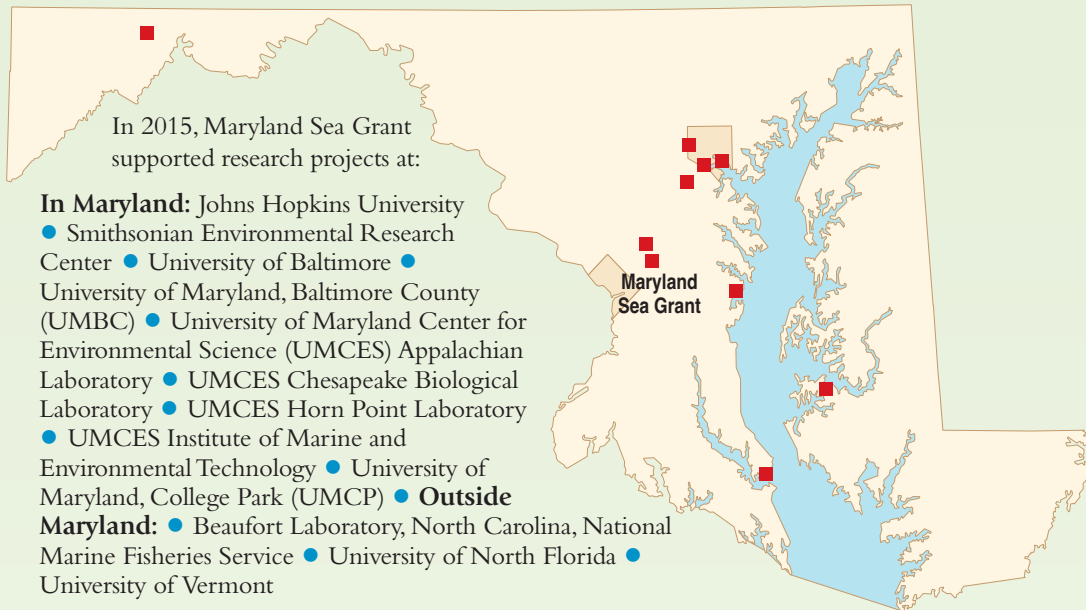 In 2015, Maryland Sea Grant
supported research projects at:
In Maryland: Johns Hopkins University
● Smithsonian Environmental Research
Center ● University of Baltimore ●
University of Maryland, Baltimore County
(UMBC) ● University of Maryland Center for
Environmental Science (UMCES) Appalachian
Laboratory ● UMCES Chesapeake Biological
Laboratory ● UMCES Horn Point Laboratory
● UMCES Institute of Marine and
Environmental Technology ● University of
Maryland, College Park (UMCP) ● Outside
Maryland: ● Beaufort Laboratory, North Carolina, National
Marine Fisheries Service ● University of North Florida ●
University of Vermont
Maryland
Sea Grant